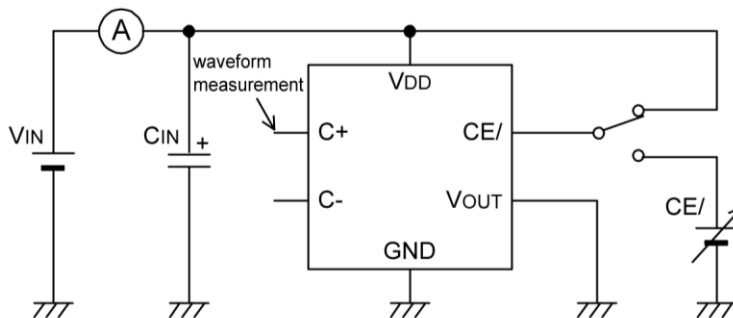 A
waveform
measurement
VDD
VIN
CIN
+
C+
CE/
C-
VOUT
CE/
GND